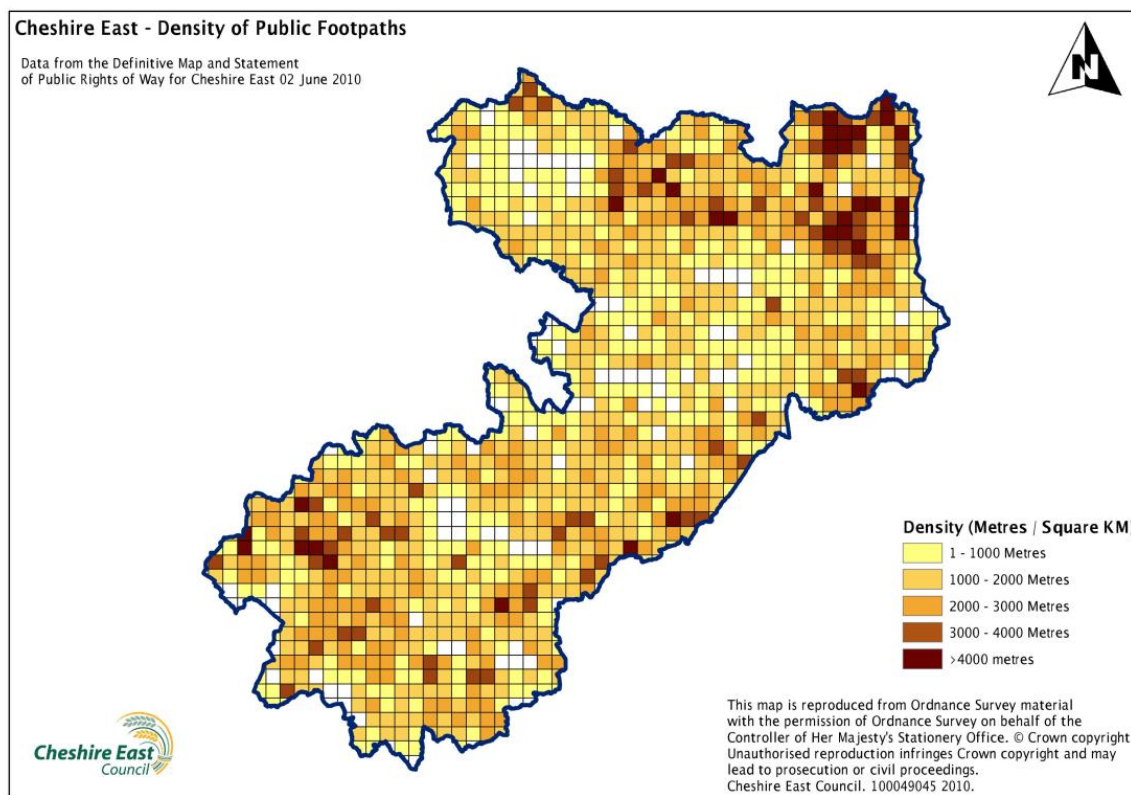 Cheshire East - Density of Public Footpaths
Data from the Definitive Map and Statement
of Public Rights of Way for Cheshire East 02 June 2010
N
Density (Metres / Square KM)
1 - 1000 Metres
1000 - 2000 Metres
2000 - 3000 Metres
3000 - 4000 Metres
>4000 metres
This map is reproduced from Ordnance Survey material
with the permission of Ordnance Survey on behalf of the
Controller of Her Majesty's Stationery Office. © Crown copyright
Unauthorised reproduction infringes Crown copyright and may
lead to prosecution or civil proceedings.
Cheshire East Council. 100049045 2010.
Cheshire East
Council